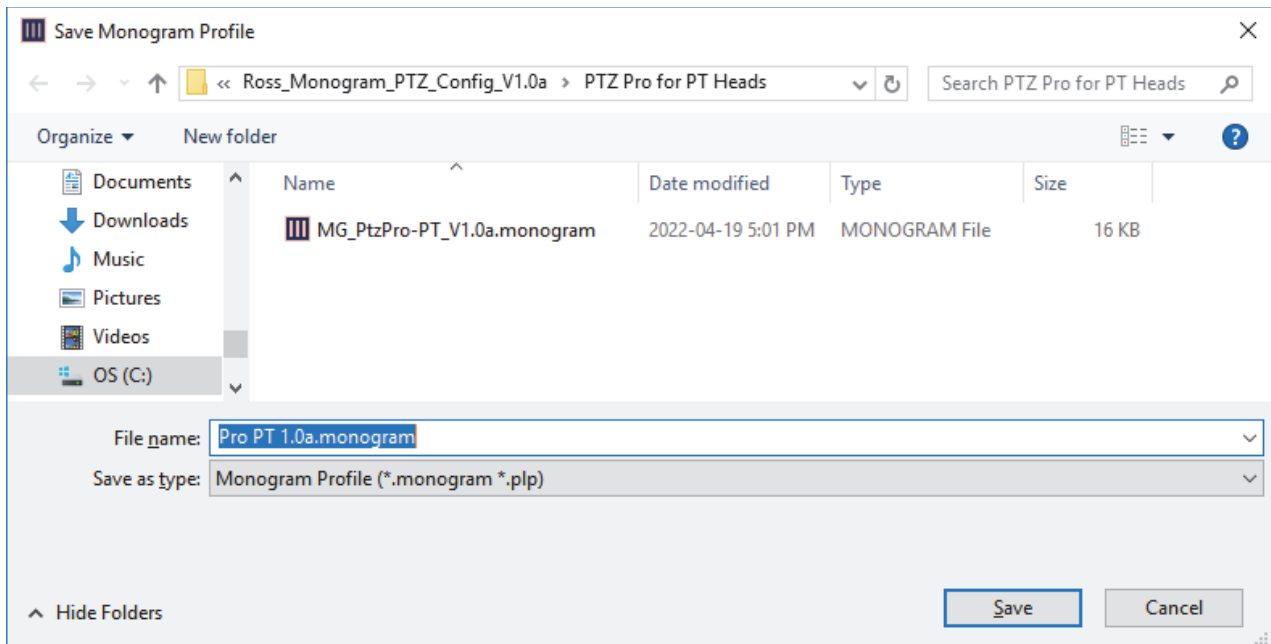 Save Monogram Profile
« Ross_Monogram_PTZ_Config_V1.0a > PTZ Pro for PT Heads
Search PTZ Pro for PT Heads
Organize New folder
Documents
Downloads
Music
Pictures
Videos
OS (C:)
Name Date modified Type Size
MG_PtzPro-PT_V1.0a.monogram 2022-04-19 5:01 PM MONOGRAM File 16 KB
File name: Pro PT 1.0a.monogram
Save as type: Monogram Profile (*.monogram *.plp)
Hide Folders
Save Cancel